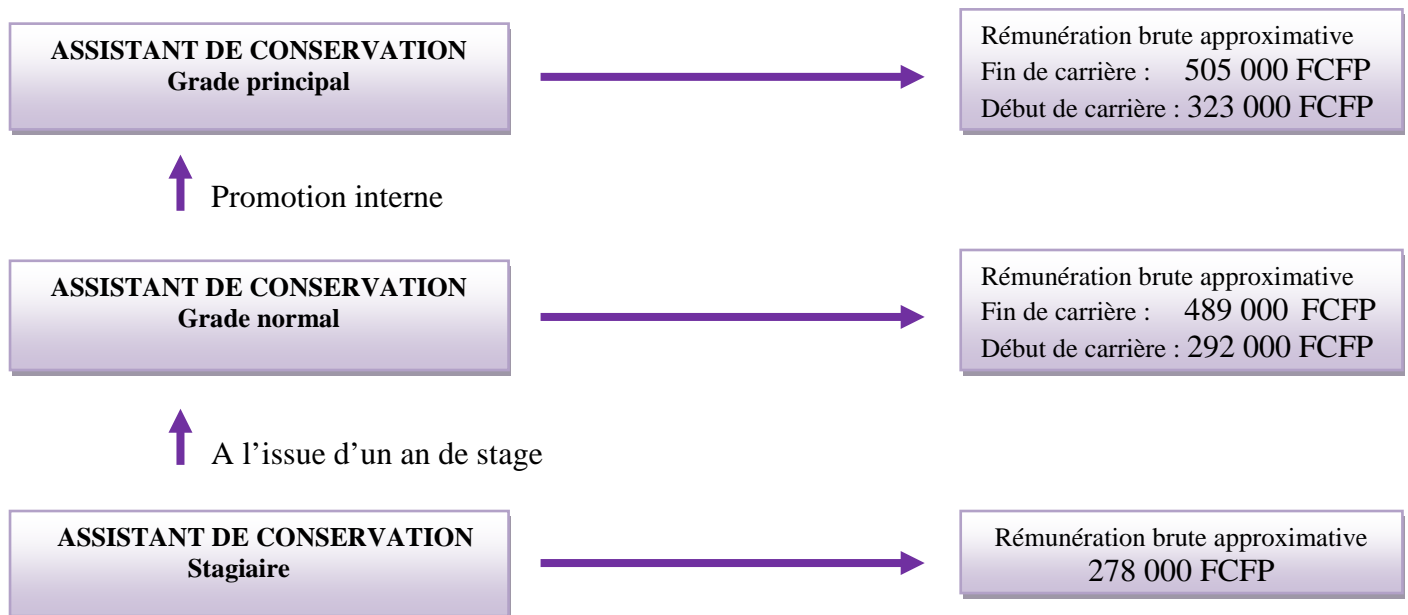 ASSISTANT DE CONSERVATION
Grade principal
Rémunération brute approximative
Fin de carrière : 505 000 FCFP
Début de carrière : 323 000 FCFP
Promotion interne
ASSISTANT DE CONSERVATION
Grade normal
Rémunération brute approximative
Fin de carrière : 489 000 FCFP
Début de carrière : 292 000 FCFP
A l’issue d’un an de stage
ASSISTANT DE CONSERVATION
Stagiaire
Rémunération brute approximative
278 000 FCFP